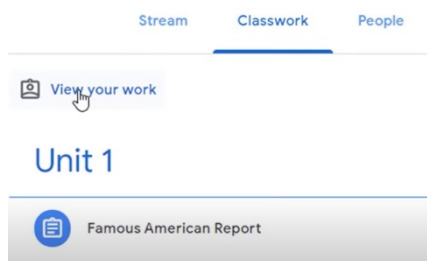 Stream Classwork People
View your work
Unit 1
Famous American Report